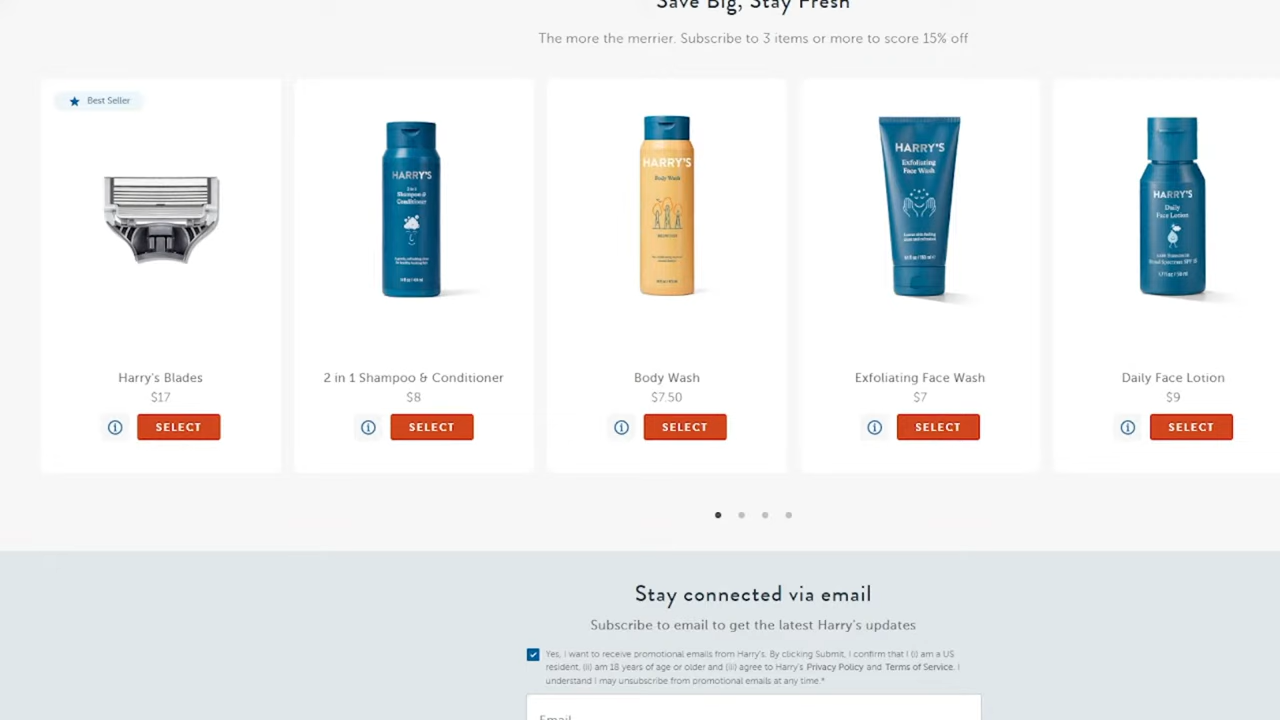 Save Big, Stay Fresh
The more the merrier. Subscribe to 3 items or more to score 15% off
Best Seller
HARRY'S
2 in 1
Shampoo &
Conditioner
HARRY'S
Body Wash
HARRY'S
Exfoliating
Face Wash
HARRY'S
Daily
Face Lotion
Harry's Blades
$17
SELECT
2 in 1 Shampoo & Conditioner
$8
SELECT
Body Wash
$7.50
SELECT
Exfoliating Face Wash
$7
SELECT
Daily Face Lotion
$9
SELECT
Stay connected via email
Subscribe to email to get the latest Harry's updates
Yes, I want to receive promotional emails from Harry's. By clicking Submit, I confirm that I (i) am a US
resident, (ii) am 18 years of age or older and (iii) agree to Harry's Privacy Policy and Terms of Service. I
understand I may unsubscribe from promotional emails at any time.*
Email